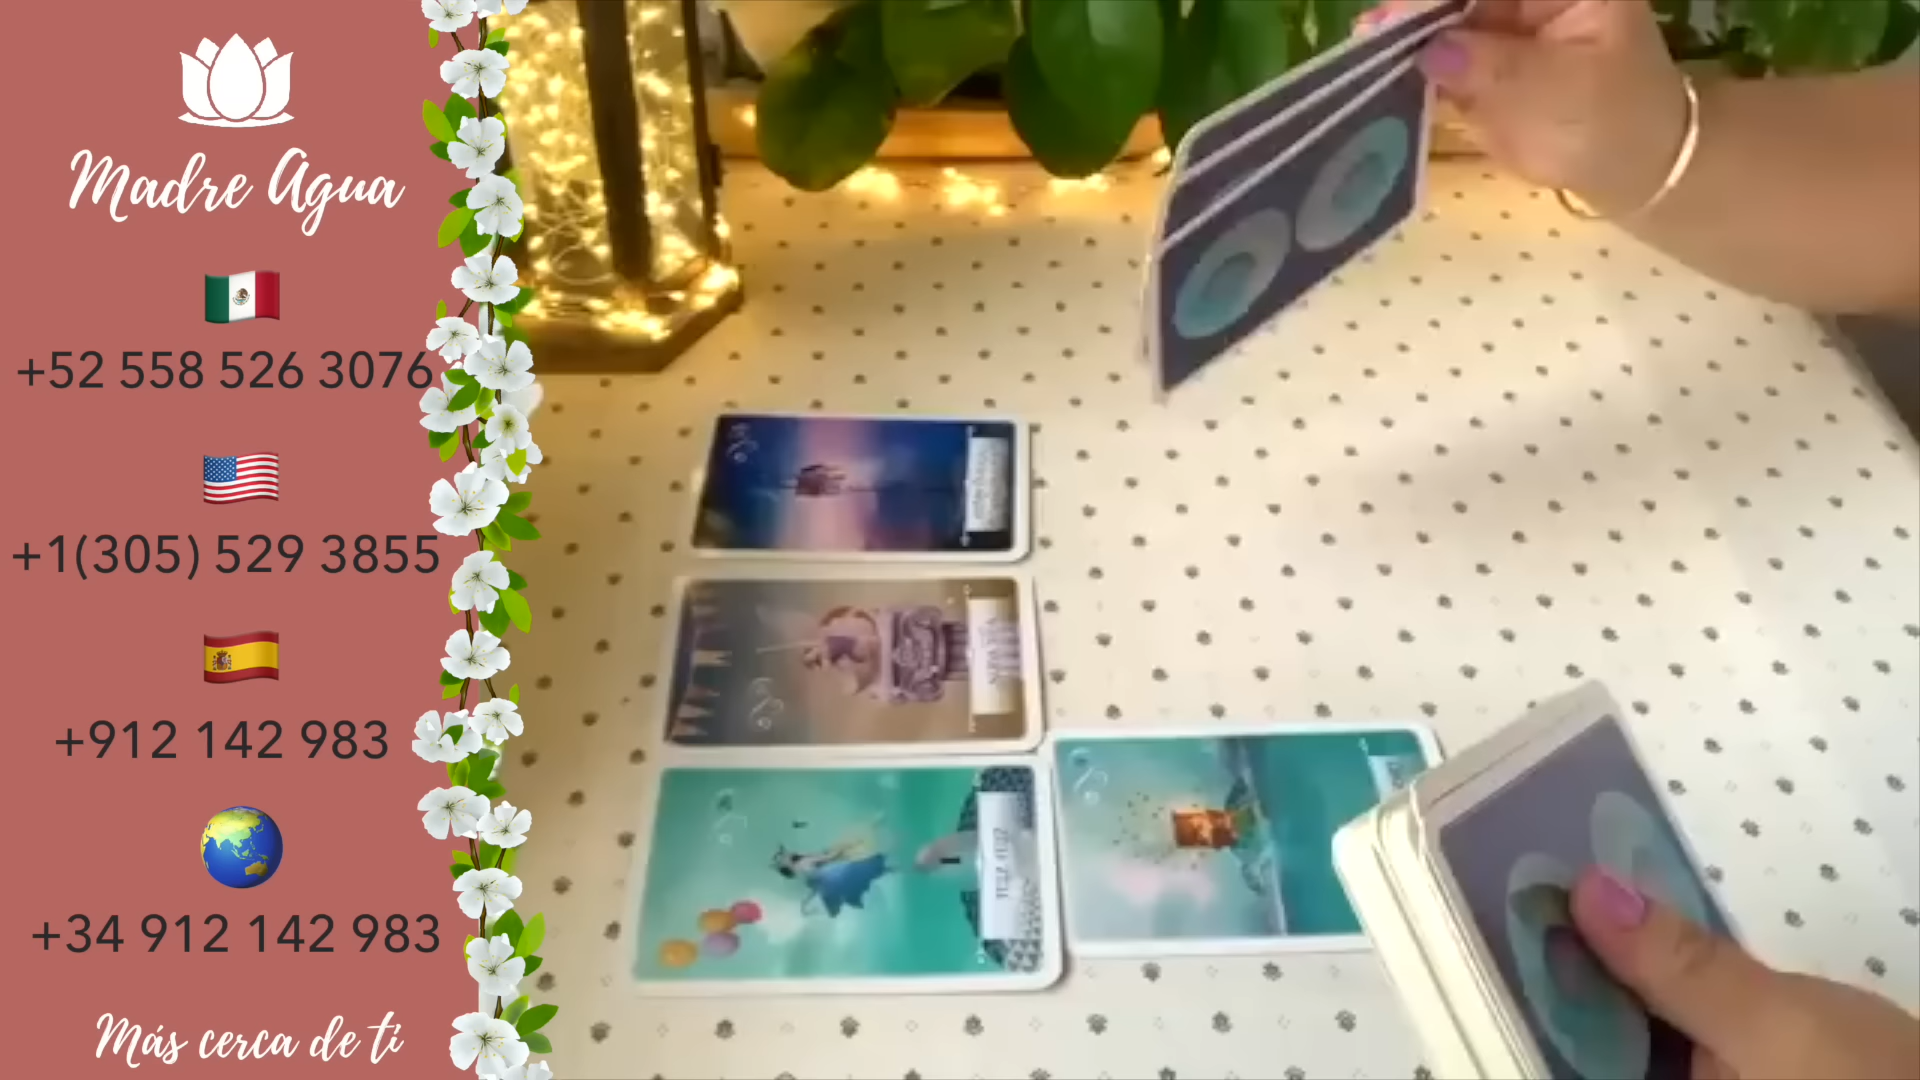 Madre Agua
+52 558 526 3076
+1(305) 529 3855
+912 142 983
+34 912 142 983
Más cerca de ti